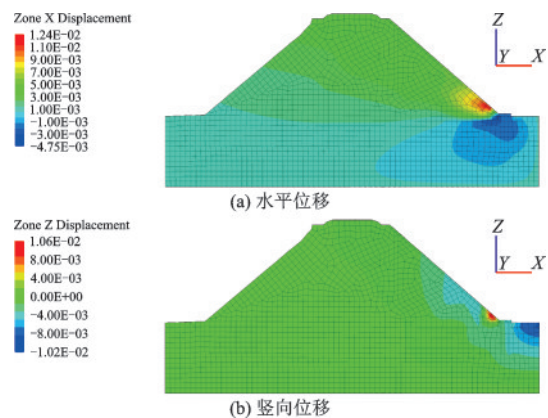 Zone X Displacement
1.24E−02
1.10E−02
9.00E−03
7.00E−03
5.00E−03
3.00E−03
1.00E−03
−1.00E−03
−3.00E−03
−4.75E−03
Z
Y X
(a) 水平位移
Zone Z Displacement
1.06E−02
8.00E−03
4.00E−03
0.00E+00
−4.00E−03
−8.00E−03
−1.02E−02
Z
Y X
(b) 竖向位移